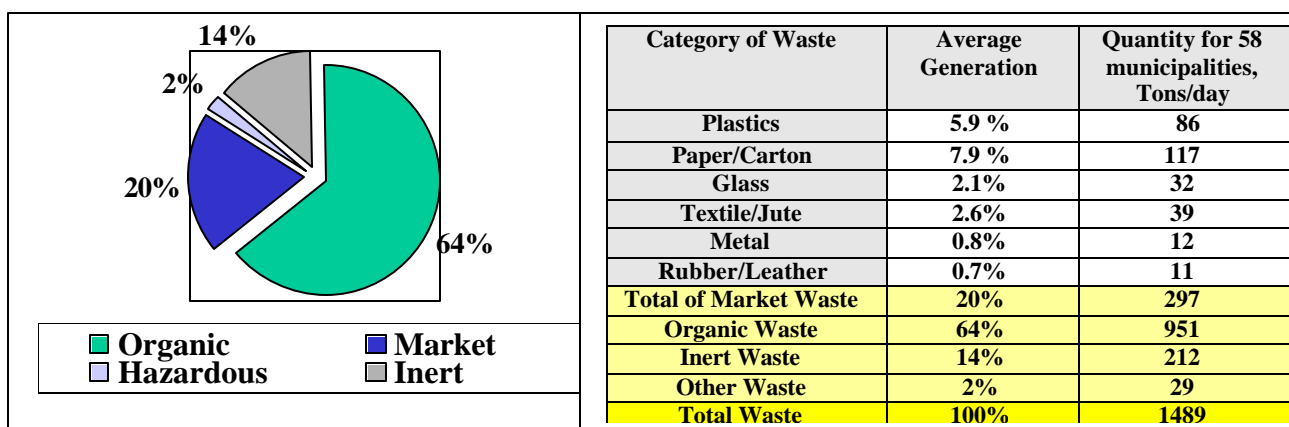 14%
2%
20%
64%
Organic Market
Hazardous Inert
Category of Waste Average Generation Quantity for 58 municipalities, Tons/day
Plastics 5.9 % 86
Paper/Carton 7.9 % 117
Glass 2.1% 32
Textile/Jute 2.6% 39
Metal 0.8% 12
Rubber/Leather 0.7% 11
Total of Market Waste 20% 297
Organic Waste 64% 951
Inert Waste 14% 212
Other Waste 2% 29
Total Waste 100% 1489